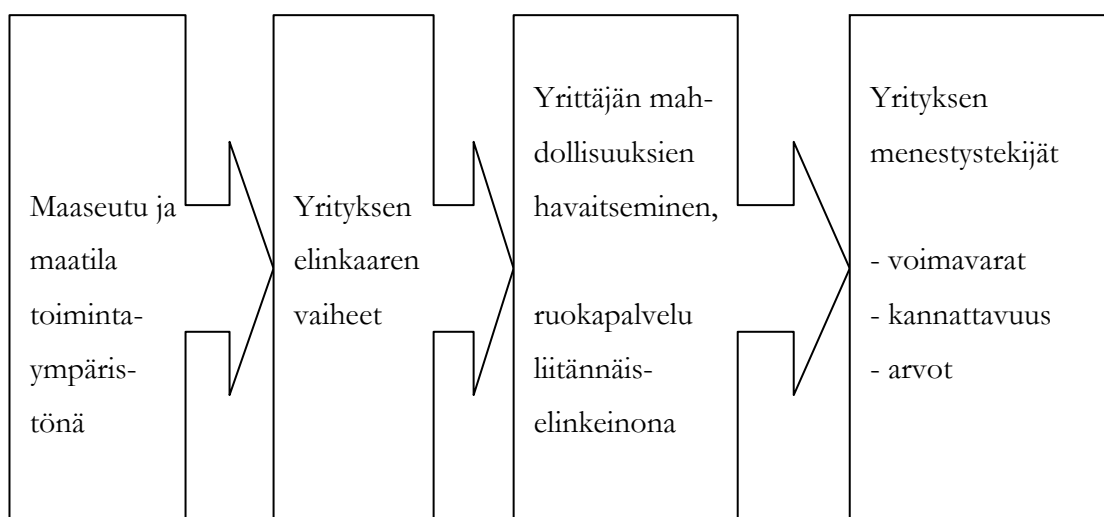 Maaseutu ja
maatila
toiminta-
ympäris-
tönä
Yrityksen
elinkaaren
vaiheet
Yrittäjän mah-
dollisuuksien
havaitseminen,
ruokapalvelu
liitännäis-
elinkeinona
Yrityksen
menestystekijät
- voimavarat
- kannattavuus
- arvot